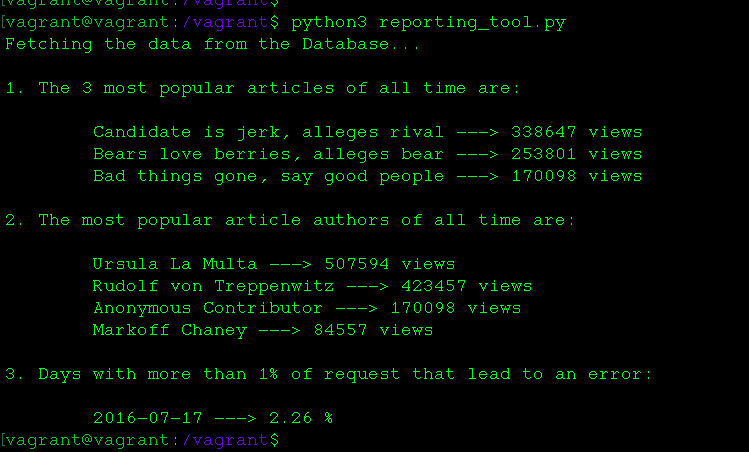 [vagrant@vagrant:/vagrant$
[vagrant@vagrant:/vagrant$ python3 reporting_tool.py
Fetching the data from the Database...
1. The 3 most popular articles of all time are:
Candidate is jerk, alleges rival ---> 338647 views
Bears love berries, alleges bear ---> 253801 views
Bad things gone, say good people ---> 170098 views
2. The most popular article authors of all time are:
Ursula La Multa ---> 507594 views
Rudolf von Treppenwitz ---> 423457 views
Anonymous Contributor ---> 170098 views
Markoff Chaney ---> 84557 views
3. Days with more than 1% of request that lead to an error:
2016-07-17 ---> 2.26 %
[vagrant@vagrant:/vagrant$